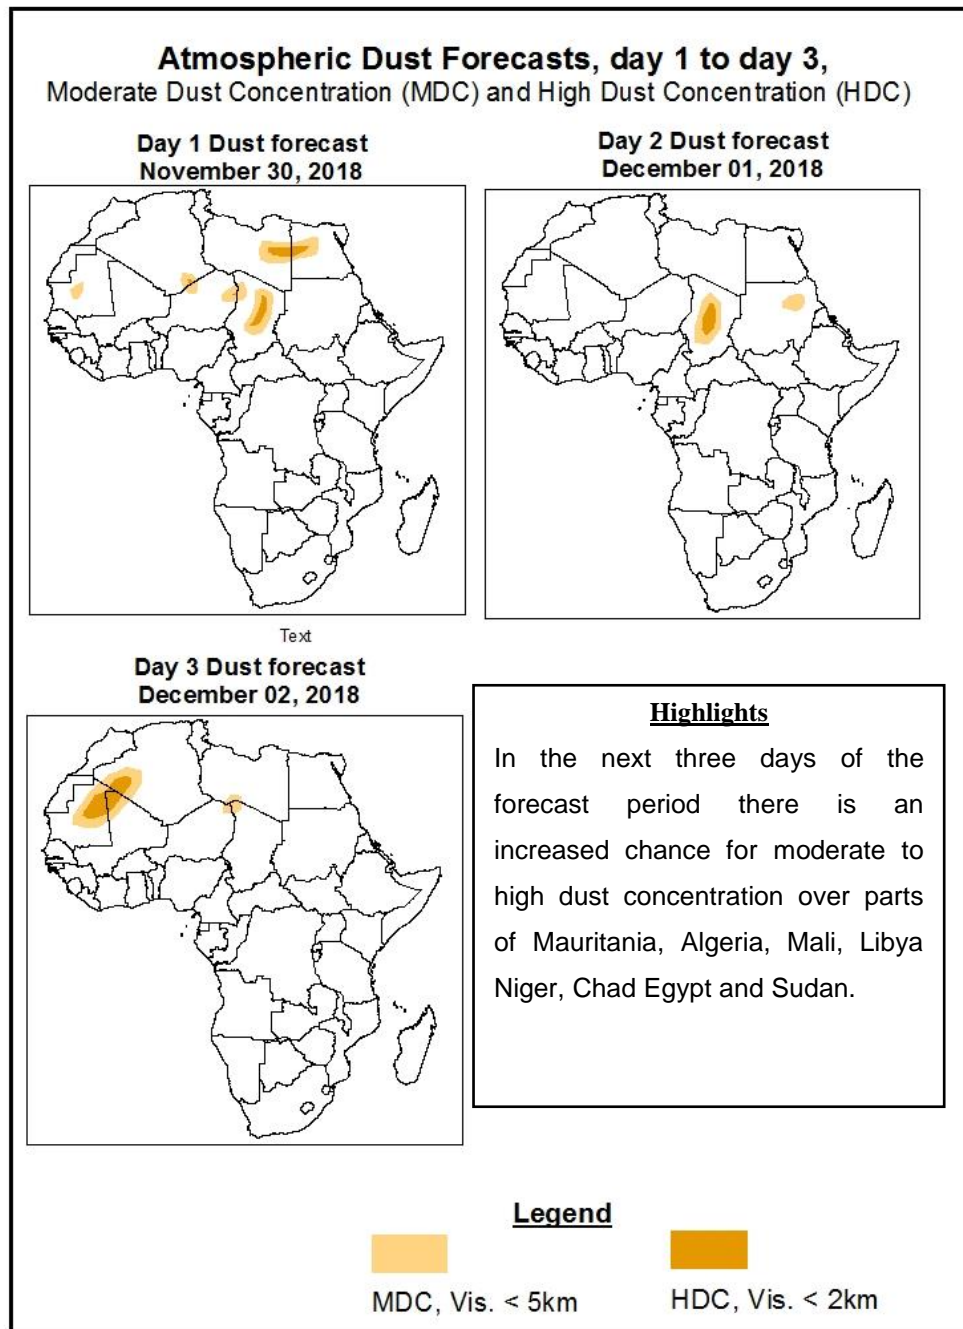 Atmospheric Dust Forecasts, day 1 to day 3,
Moderate Dust Concentration (MDC) and High Dust Concentration (HDC)
Day 1 Dust forecast
November 30, 2018
Day 2 Dust forecast
December 01, 2018
Text
Day 3 Dust forecast
December 02, 2018
Highlights
In the next three days of the
forecast period there is an
increased chance for moderate to
high dust concentration over parts
of Mauritania, Algeria, Mali, Libya
Niger, Chad Egypt and Sudan.
Legend
MDC, Vis. < 5km
HDC, Vis. < 2km